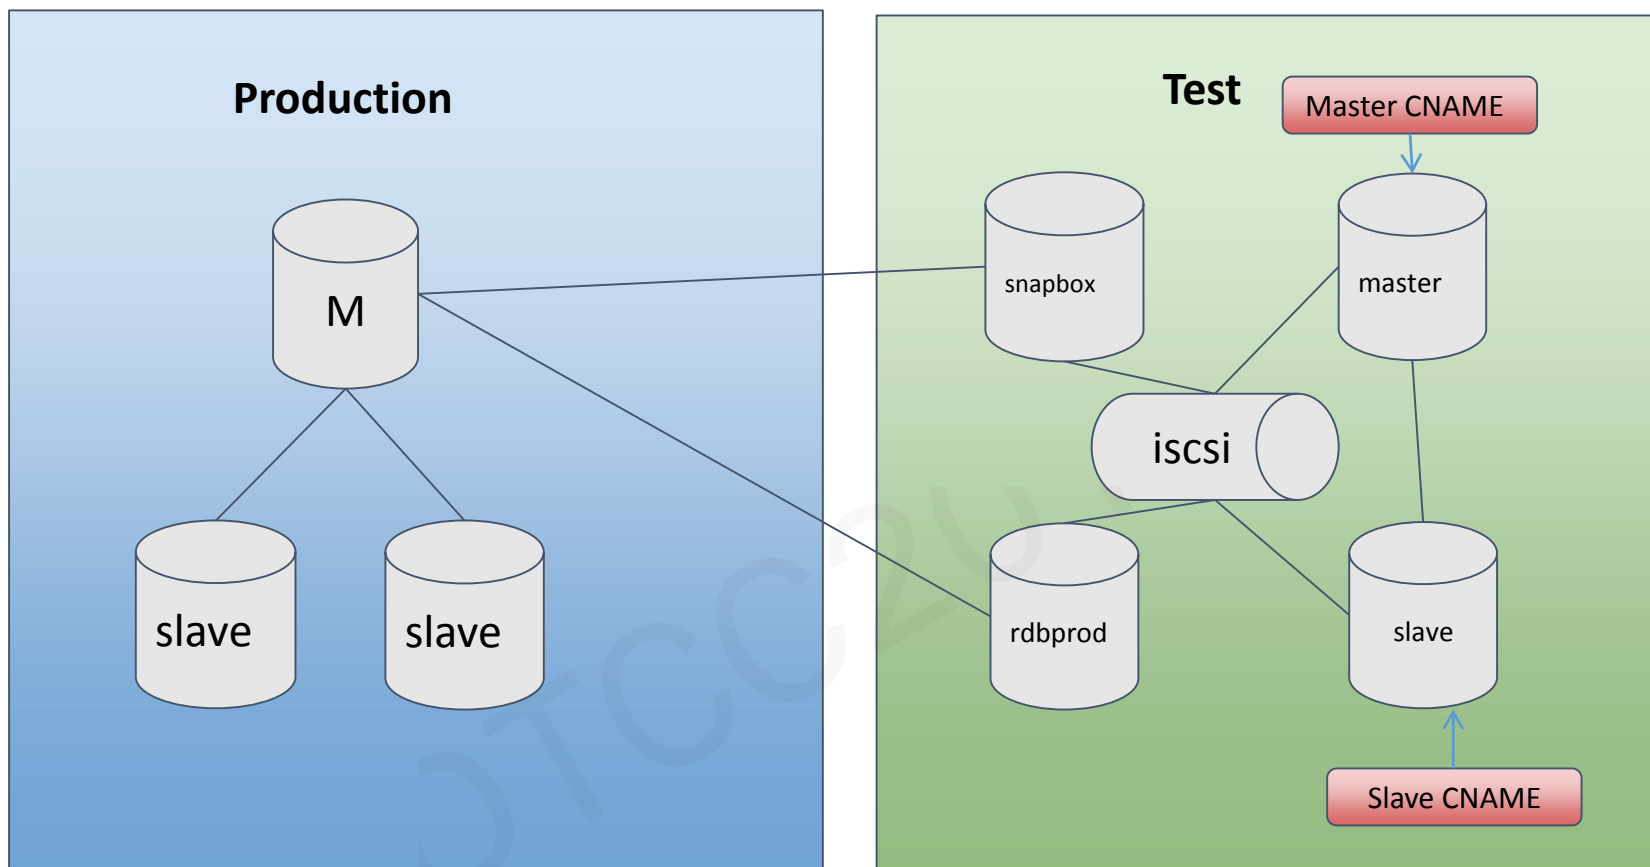 Production
Test
Master CNAME
M
snapbox
master
iscsi
slave
slave
rdbprod
slave
Slave CNAME